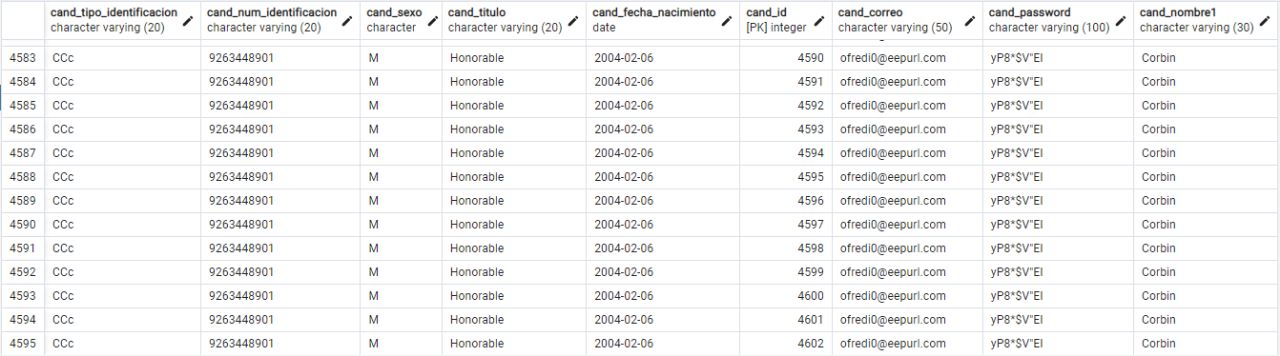 cand_tipo_identificacion cand_num_identificacion cand_sexo cand_titulo cand_fecha_nacimiento cand_id cand_correo cand_password cand_nombre1
character varying (20) character varying (20) character character varying (20) date [PK] integer character varying (50) character varying (100) character varying (30)
4583 CCc 9263448901 M Honorable 2004-02-06 4590 ofredi0@eepurl.com yP8*$V"El Corbin
4584 CCc 9263448901 M Honorable 2004-02-06 4591 ofredi0@eepurl.com yP8*$V"El Corbin
4585 CCc 9263448901 M Honorable 2004-02-06 4592 ofredi0@eepurl.com yP8*$V"El Corbin
4586 CCc 9263448901 M Honorable 2004-02-06 4593 ofredi0@eepurl.com yP8*$V"El Corbin
4587 CCc 9263448901 M Honorable 2004-02-06 4594 ofredi0@eepurl.com yP8*$V"El Corbin
4588 CCc 9263448901 M Honorable 2004-02-06 4595 ofredi0@eepurl.com yP8*$V"El Corbin
4589 CCc 9263448901 M Honorable 2004-02-06 4596 ofredi0@eepurl.com yP8*$V"El Corbin
4590 CCc 9263448901 M Honorable 2004-02-06 4597 ofredi0@eepurl.com yP8*$V"El Corbin
4591 CCc 9263448901 M Honorable 2004-02-06 4598 ofredi0@eepurl.com yP8*$V"El Corbin
4592 CCc 9263448901 M Honorable 2004-02-06 4599 ofredi0@eepurl.com yP8*$V"El Corbin
4593 CCc 9263448901 M Honorable 2004-02-06 4600 ofredi0@eepurl.com yP8*$V"El Corbin
4594 CCc 9263448901 M Honorable 2004-02-06 4601 ofredi0@eepurl.com yP8*$V"El Corbin
4595 CCc 9263448901 M Honorable 2004-02-06 4602 ofredi0@eepurl.com yP8*$V"El Corbin